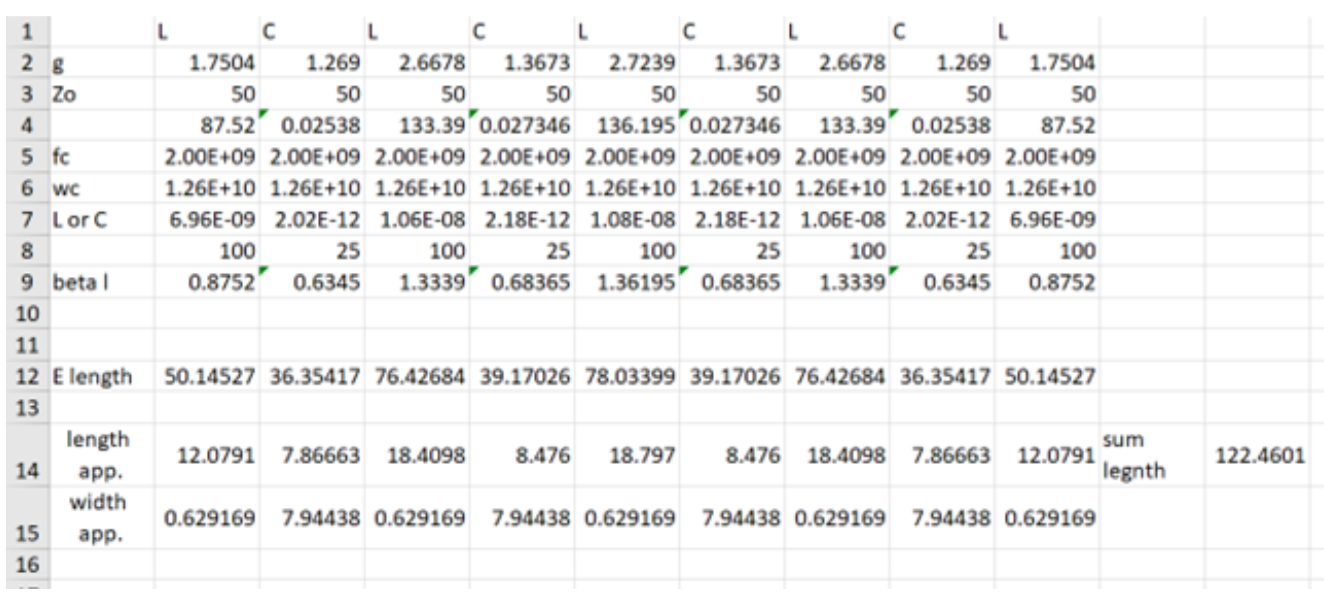 1 L C L C L C L C L
2 g 1.7504 1.269 2.6678 1.3673 2.7239 1.3673 2.6678 1.269 1.7504
3 Zo 50 50 50 50 50 50 50 50 50
4 87.52 0.02538 133.39 0.027346 136.195 0.027346 133.39 0.02538 87.52
5 fc 2.00E+09 2.00E+09 2.00E+09 2.00E+09 2.00E+09 2.00E+09 2.00E+09 2.00E+09 2.00E+09
6 wc 1.26E+10 1.26E+10 1.26E+10 1.26E+10 1.26E+10 1.26E+10 1.26E+10 1.26E+10 1.26E+10
7 L or C 6.96E-09 2.02E-12 1.06E-08 2.18E-12 1.08E-08 2.18E-12 1.06E-08 2.02E-12 6.96E-09
8 100 25 100 25 100 25 100 25 100
9 beta l 0.8752 0.6345 1.3339 0.68365 1.36195 0.68365 1.3339 0.6345 0.8752
10
11
12 E length 50.14527 36.35417 76.42684 39.17026 78.03399 39.17026 76.42684 36.35417 50.14527
13
length
14 app. 12.0791 7.86663 18.4098 8.476 18.797 8.476 18.4098 7.86663 12.0791 sum legnth 122.4601
width
15 app. 0.629169 7.94438 0.629169 7.94438 0.629169 7.94438 0.629169 7.94438 0.629169
16